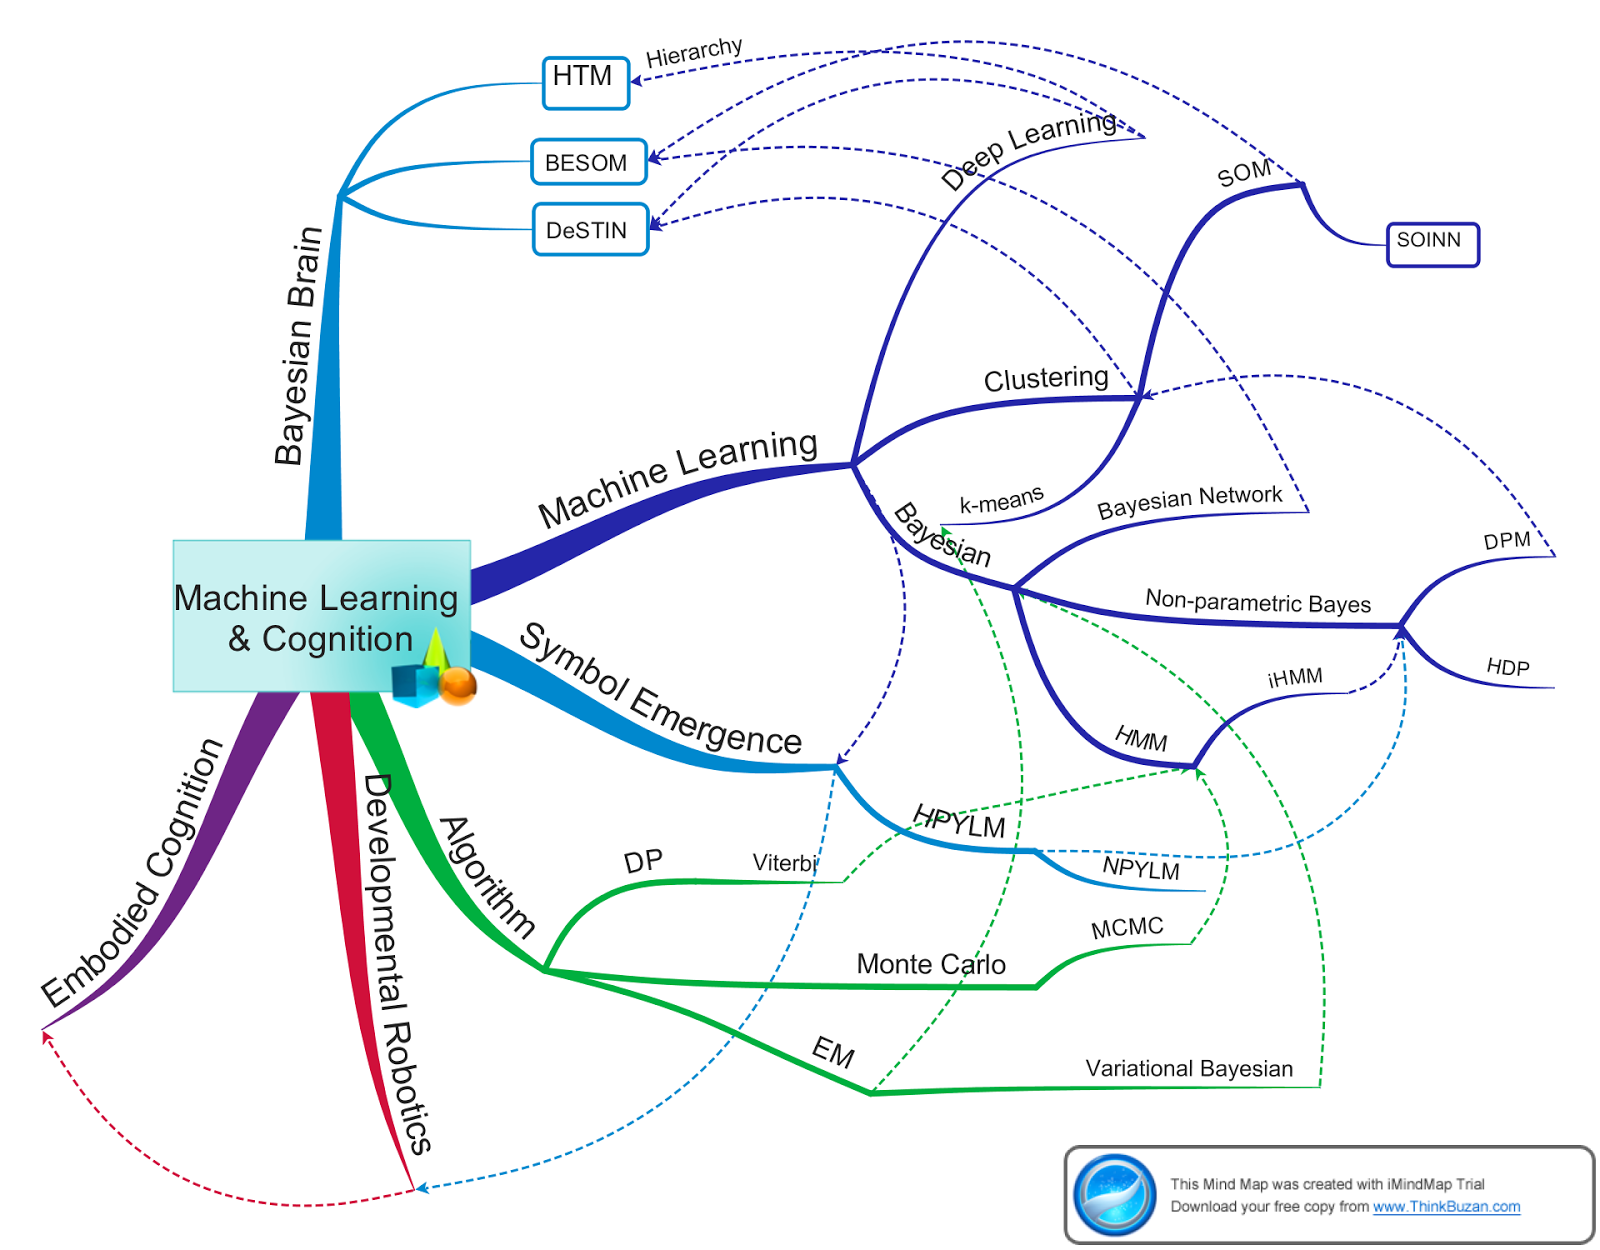 Hierarchy
HTM
BESOM
DeSTIN
Deep Learning
SOM
SOINN
Bayesian Brain
Clustering
Machine Learning
k-means
Bayesian
Bayesian Network
DPM
Non-parametric Bayes
HDP
iHMM
HMM
Machine Learning
& Cognition
Symbol Emergence
HPYLM
NPYLM
Embodied Cognition
Developmental Robotics
Algorithm
DP
Viterbi
MCMC
Monte Carlo
EM
Variational Bayesian
This Mind Map was created with iMindMap Trial
Download your free copy from www.ThinkBuzan.com